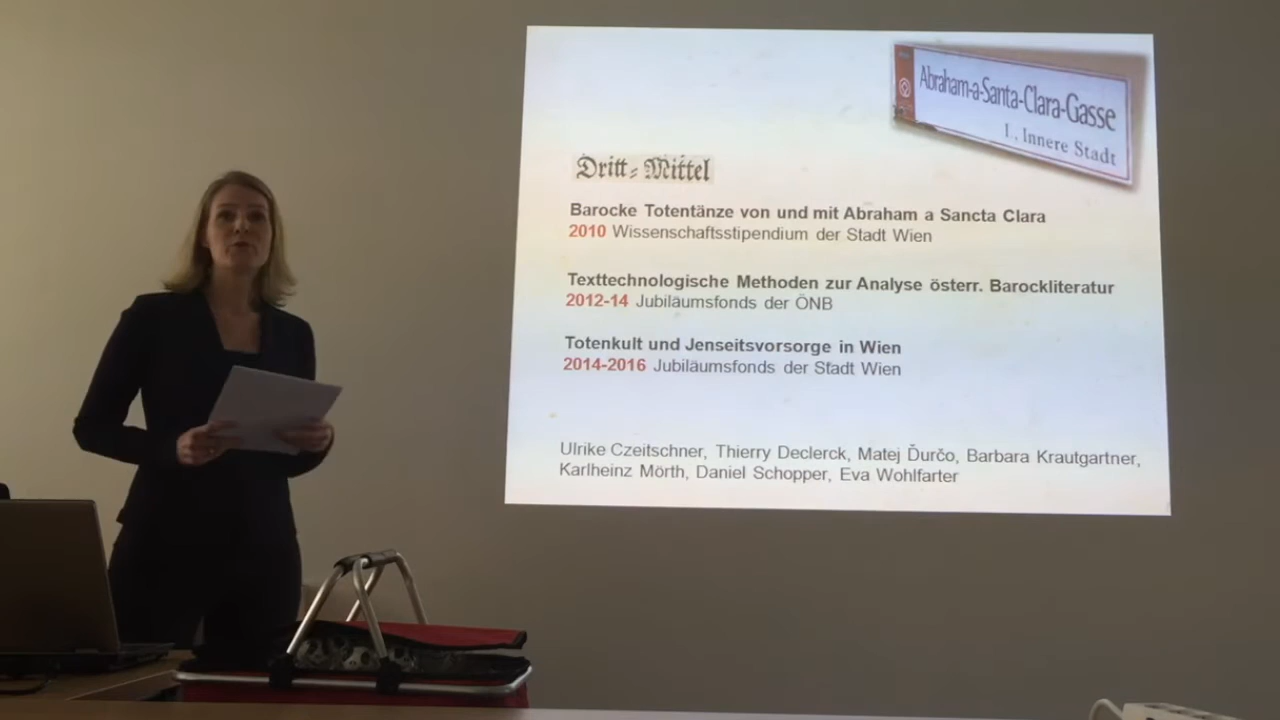 Abraham-a-Santa-Clara-Gasse
1. Innere Stadt
Dritt-Mittel
Barocke Totentänze von und mit Abraham a Sancta Clara
2010 Wissenschaftsstipendium der Stadt Wien
Texttechnologische Methoden zur Analyse österr. Barockliteratur
2012-14 Jubiläumsfonds der ÖNB
Totenkult und Jenseitsvorsorge in Wien
2014-2016 Jubiläumsfonds der Stadt Wien
Ulrike Czeitschner, Thierry Declerck, Matej Ďurčo, Barbara Krautgartner,
Karlheinz Mörth, Daniel Schopper, Eva Wohlfarter